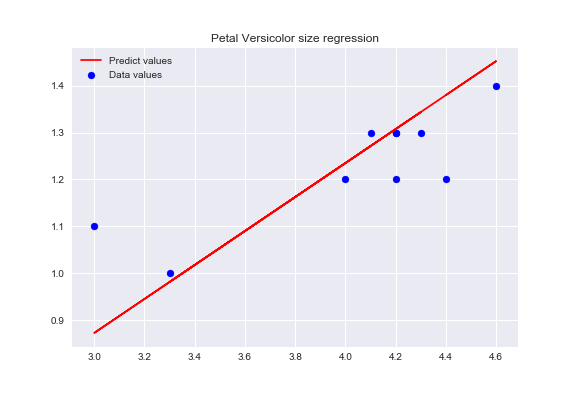 Petal Versicolor size regression
Predict values
Data values
1.4
1.3
1.2
1.1
1.0
0.9
3.0 3.2 3.4 3.6 3.8 4.0 4.2 4.4 4.6